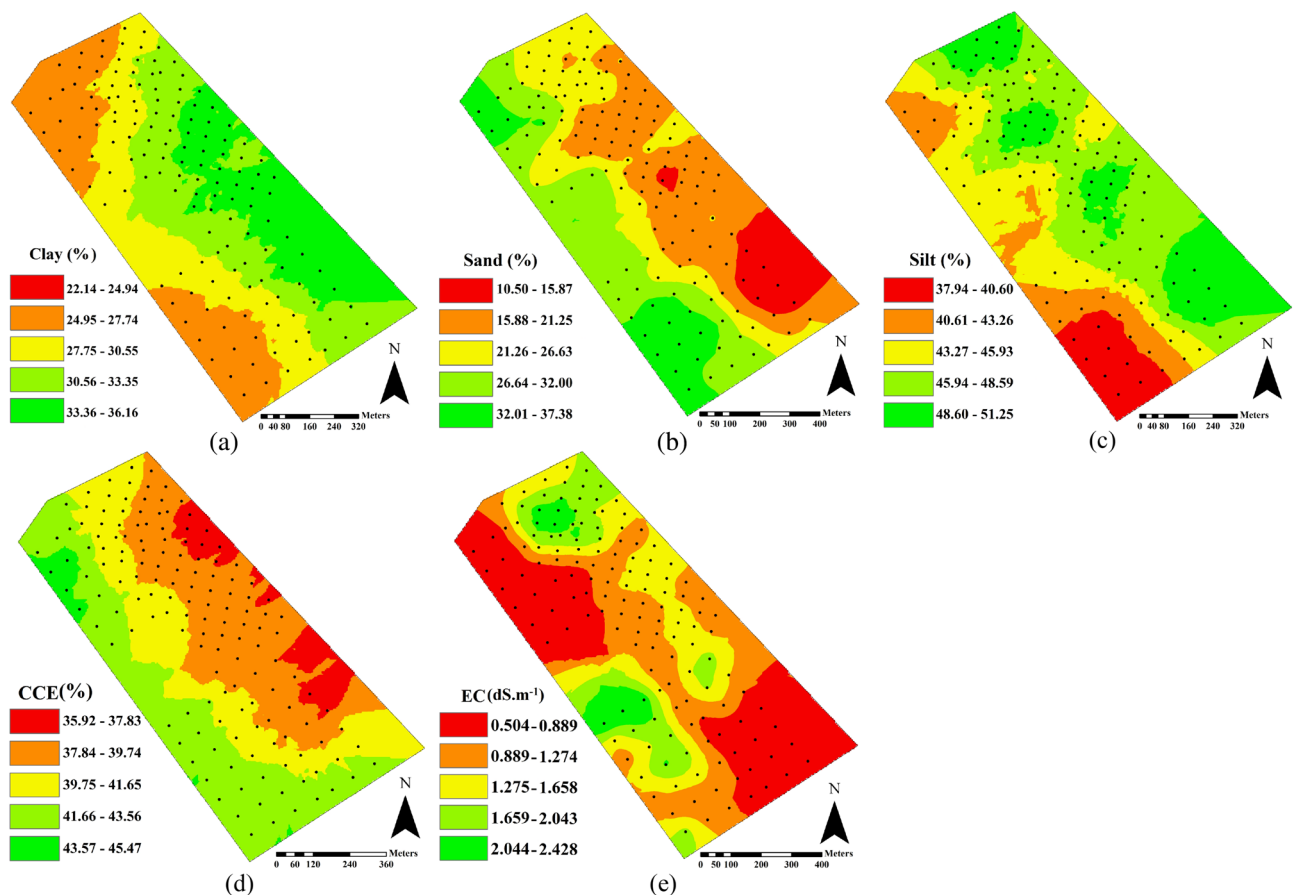 Clay (%)
22.14 - 24.94
24.95 - 27.74
27.75 - 30.55
30.56 - 33.35
33.36 - 36.16
N
Meters
0 40 80 160 240 320
(a)
Sand (%)
10.50 - 15.87
15.88 - 21.25
21.26 - 26.63
26.64 - 32.00
32.01 - 37.38
N
Meters
0 50 100 200 300 400
(b)
Silt (%)
37.94 - 40.60
40.61 - 43.26
43.27 - 45.93
45.94 - 48.59
48.60 - 51.25
N
Meters
0 40 80 160 240 320
(c)
CCE(%)
35.92 - 37.83
37.84 - 39.74
39.75 - 41.65
41.66 - 43.56
43.57 - 45.47
N
Meters
0 60 120 240 360
(d)
EC(dS.m⁻¹)
0.504 - 0.889
0.889 - 1.274
1.275 - 1.658
1.659 - 2.043
2.044 - 2.428
N
Meters
0 50 100 200 300 400
(e)